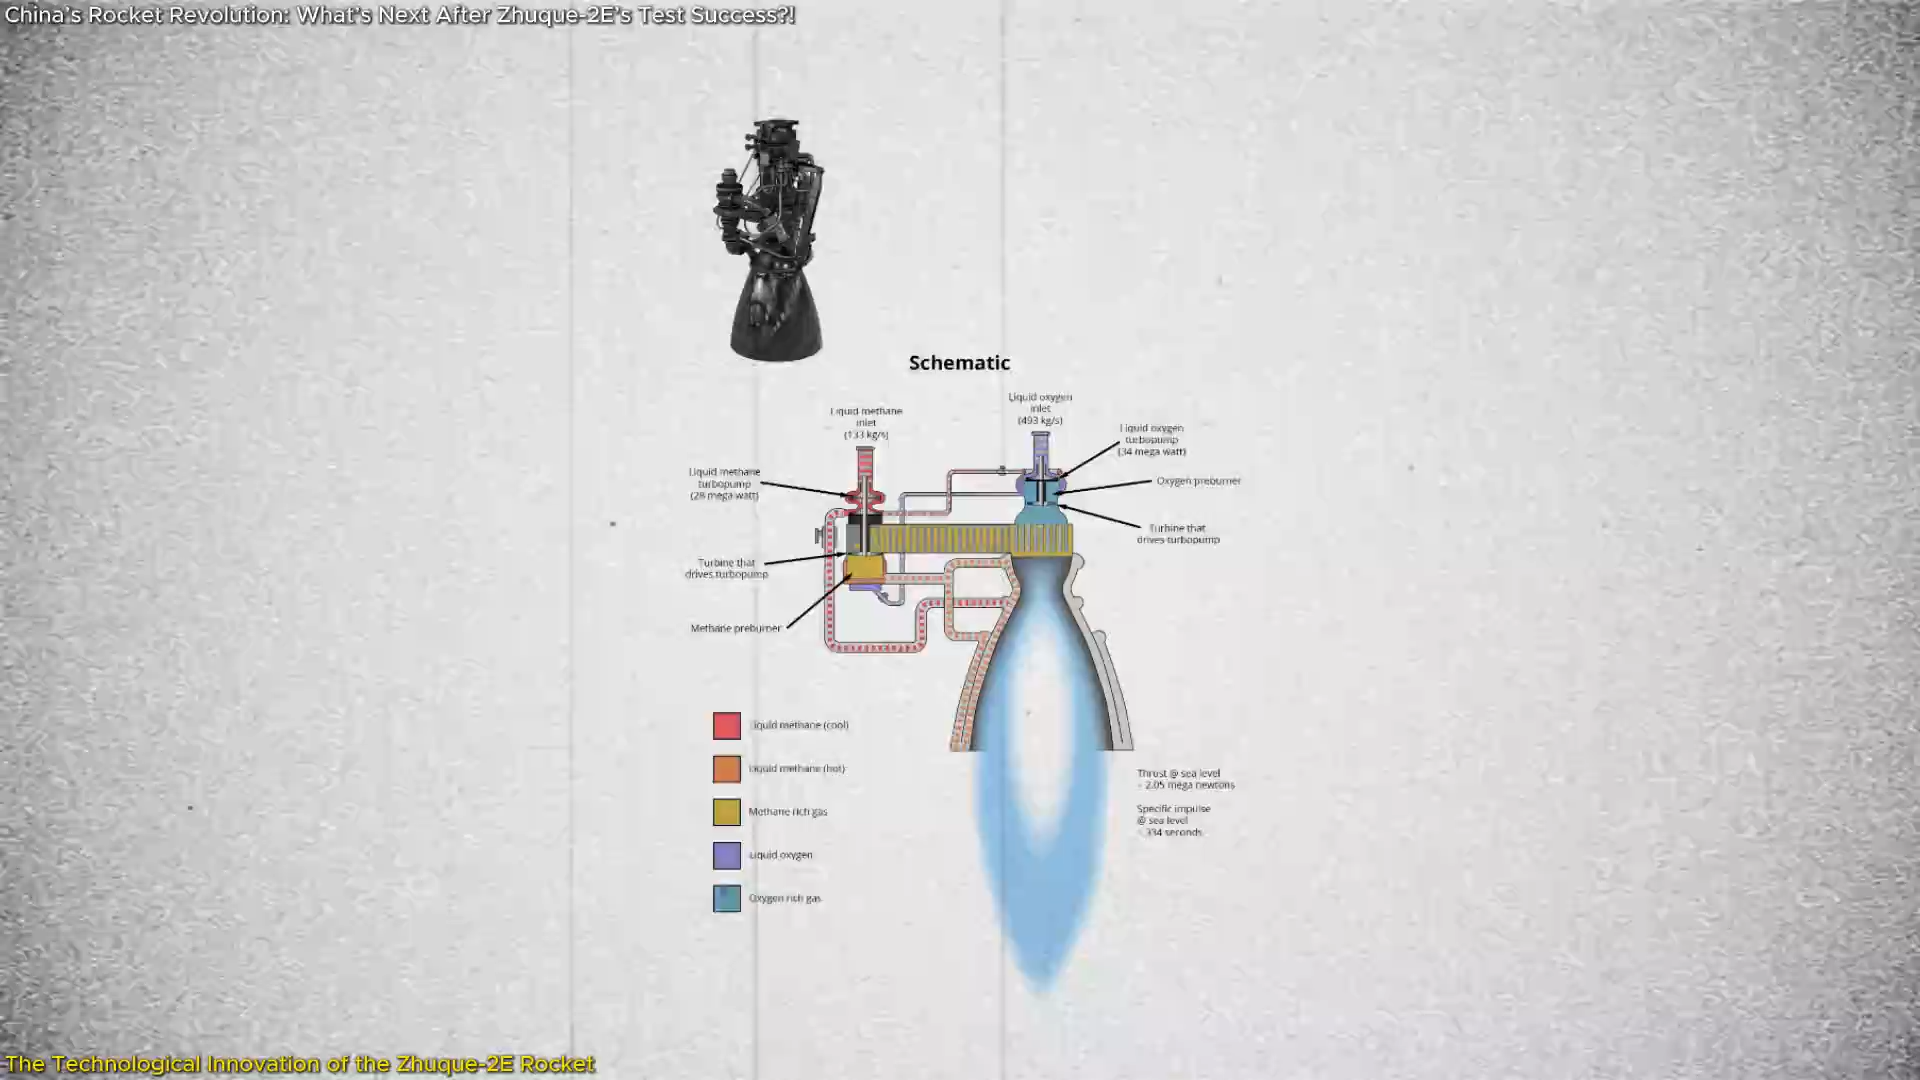 China's Rocket Revolution: What's Next After Zhuque-2E's Test Success?!
Schematic
Liquid methane
inlet
(133 kg/s)
Liquid oxygen
inlet
(493 kg/s)
Liquid oxygen
turbopump
(34 mega watt)
Liquid methane
turbopump
(28 mega watt)
Oxygen preburner
Turbine that
drives turbopump
Turbine that
drives turbopump
Methane preburner
Liquid methane (cool)
Liquid methane (hot)
Methane rich gas
Liquid oxygen
Oxygen rich gas
Thrust @ sea level
~ 2.05 mega newtons
Specific impulse
@ sea level
~ 334 seconds
The Technological Innovation of the Zhuque-2E Rocket